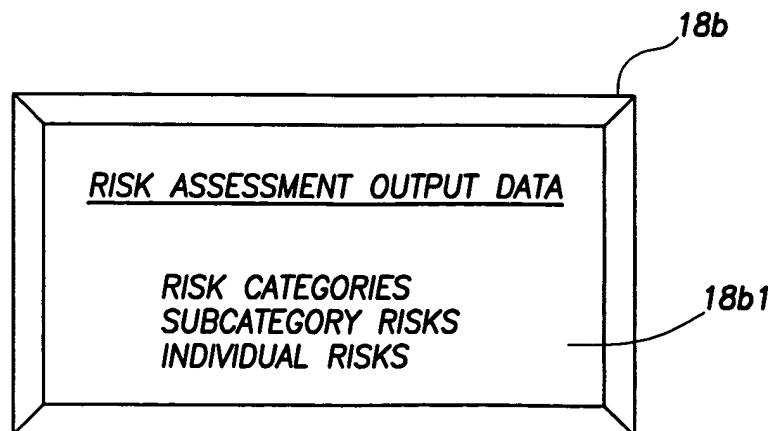 18b
RISK ASSESSMENT OUTPUT DATA
RISK CATEGORIES
SUBCATEGORY RISKS
INDIVIDUAL RISKS
18b1